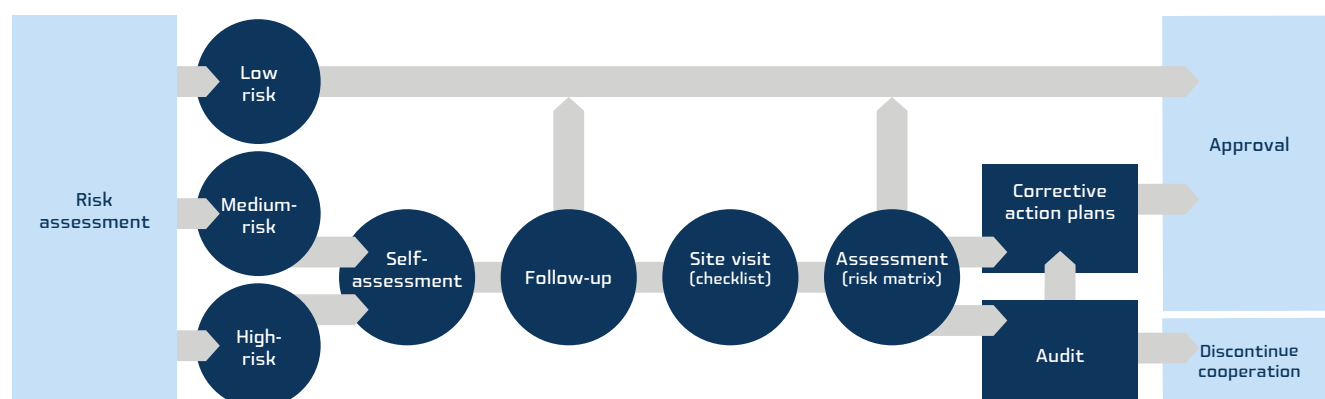 Risk
assessment
Low
risk
Medium-
risk
High-
risk
Self-
assessment
Follow-up
Site visit
(checklist)
Assessment
(risk matrix)
Corrective
action plans
Audit
Approval
Discontinue
cooperation